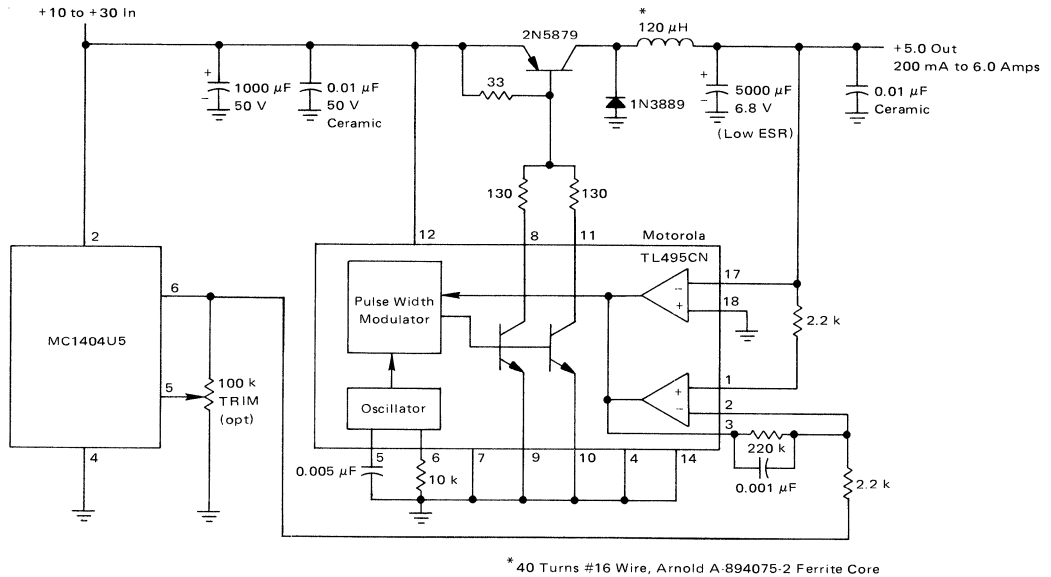 +10 to +30 In
*
120 μH
2N5879
+5.0 Out
200 mA to 6.0 Amps
+
−
1000 μF
50 V
0.01 μF
50 V
Ceramic
33
1N3889
+
−
5000 μF
6.8 V
(Low ESR)
0.01 μF
Ceramic
130
130
2
12
8
11
Motorola
TL495CN
17
18
−
+
6
Pulse Width
Modulator
2.2 k
MC1404U5
5
100 k
TRIM
(opt)
Oscillator
+
−
1
2
3
4
5
6
7
9
10
4
14
220 k
0.005 μF
10 k
0.001 μF
2.2 k
*40 Turns #16 Wire, Arnold A-894075-2 Ferrite Core